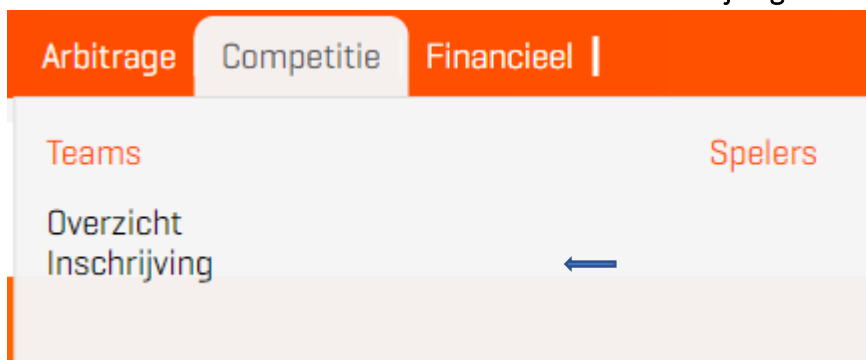 Arbitrage Competitie Financieel
Teams Spelers
Overzicht
Inschrijving